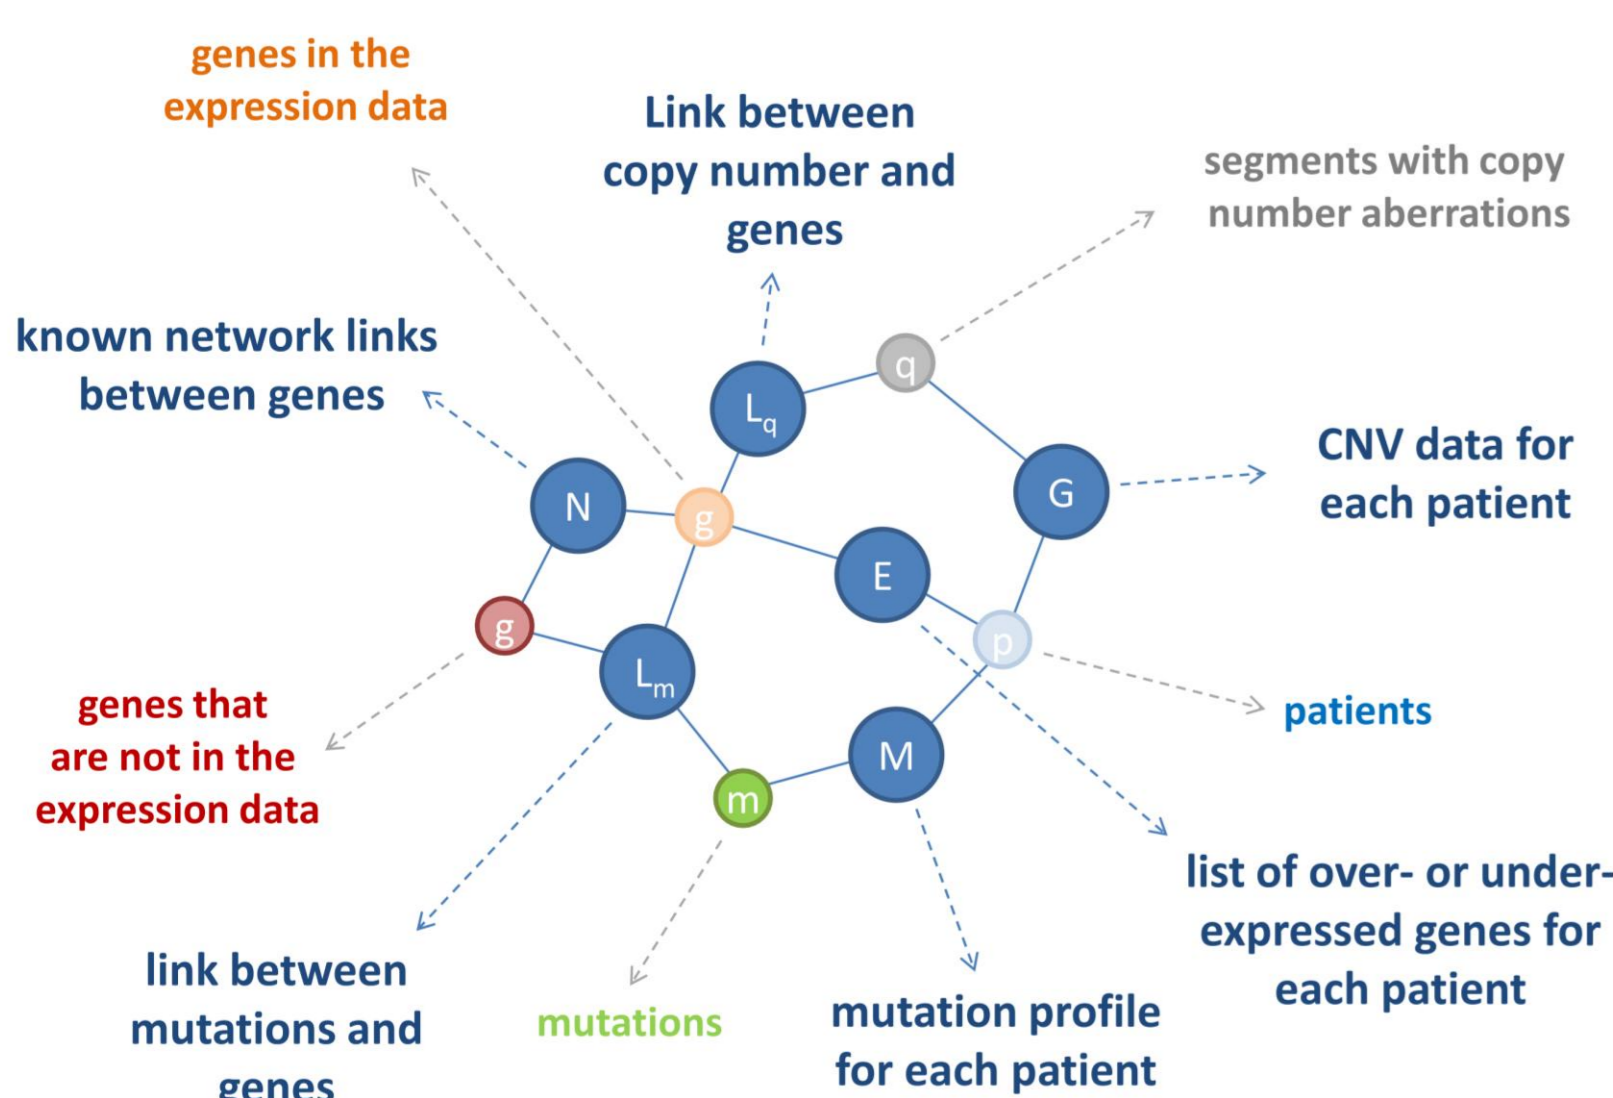 genes in the
expression data
Link between
copy number and
genes
segments with copy
number aberrations
known network links
between genes
q
Lq
CNV data for
each patient
G
N
g
E
g
p
Lm
genes that
are not in the
expression data
patients
M
m
list of over- or under-
expressed genes for
each patient
link between
mutations and
genes
mutations
mutation profile
for each patient